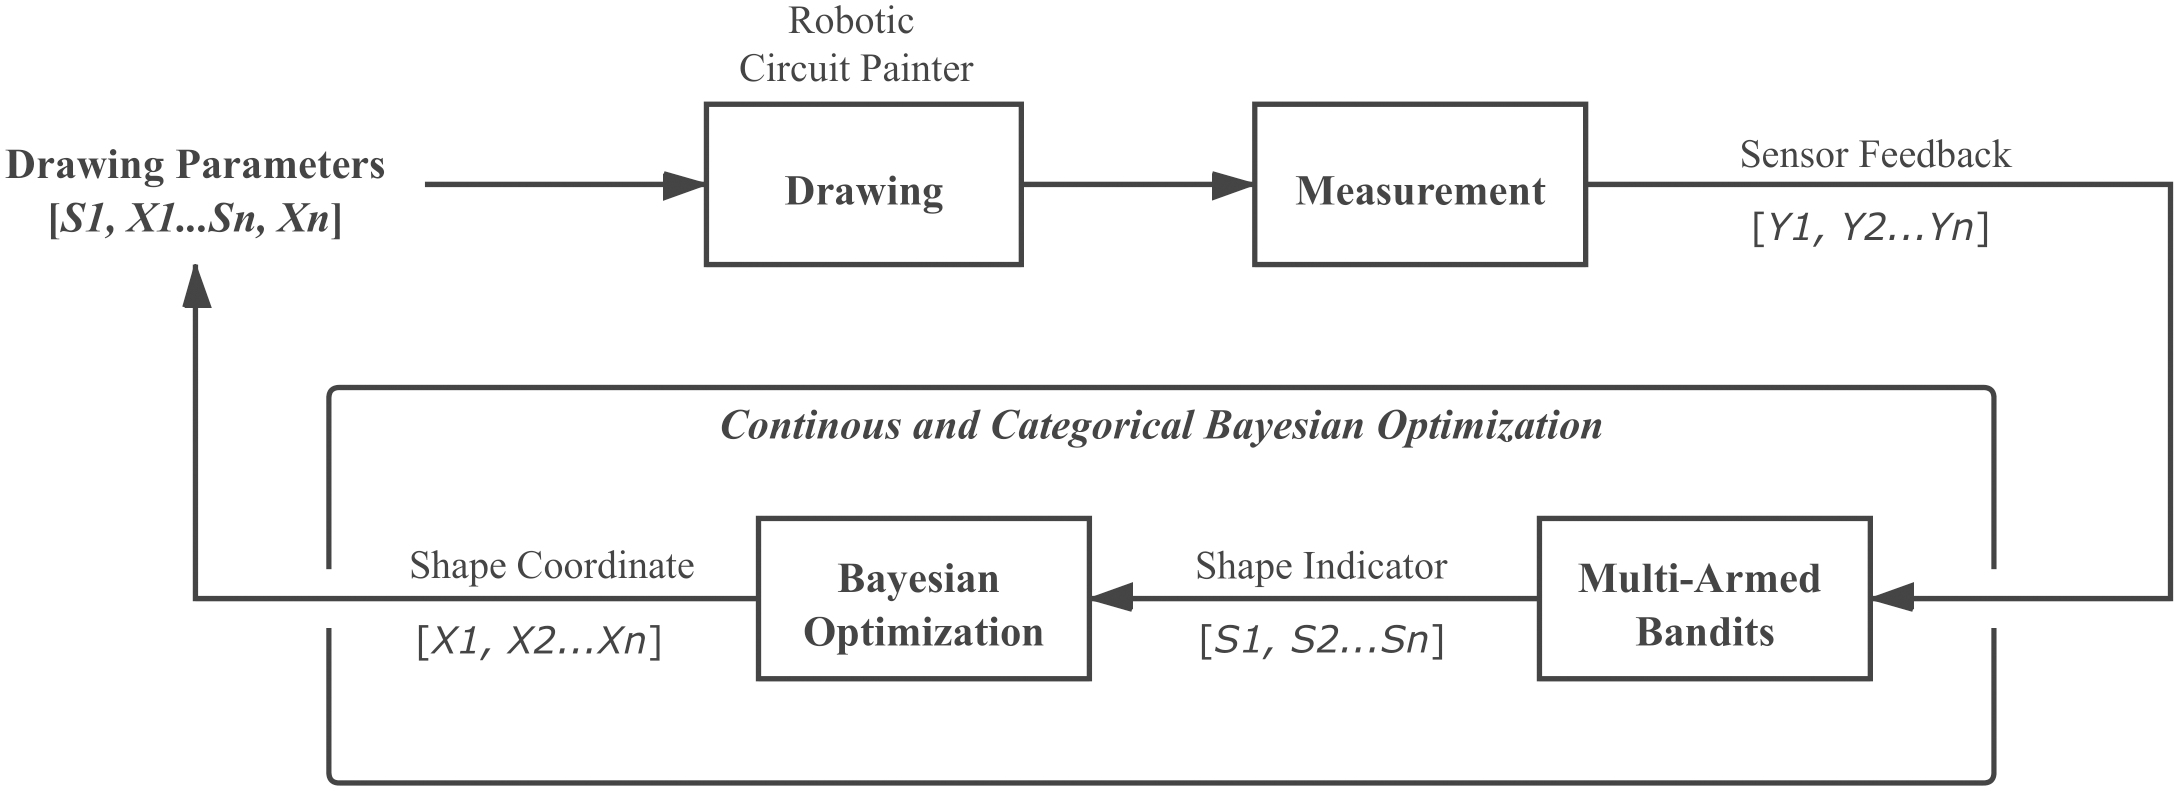 Robotic
Circuit Painter
Drawing Parameters
[S1, X1...Sn, Xn]
Drawing
Measurement
Sensor Feedback
[Y1, Y2...Yn]
Continous and Categorical Bayesian Optimization
Shape Coordinate
[X1, X2...Xn]
Bayesian
Optimization
Shape Indicator
[S1, S2...Sn]
Multi-Armed
Bandits